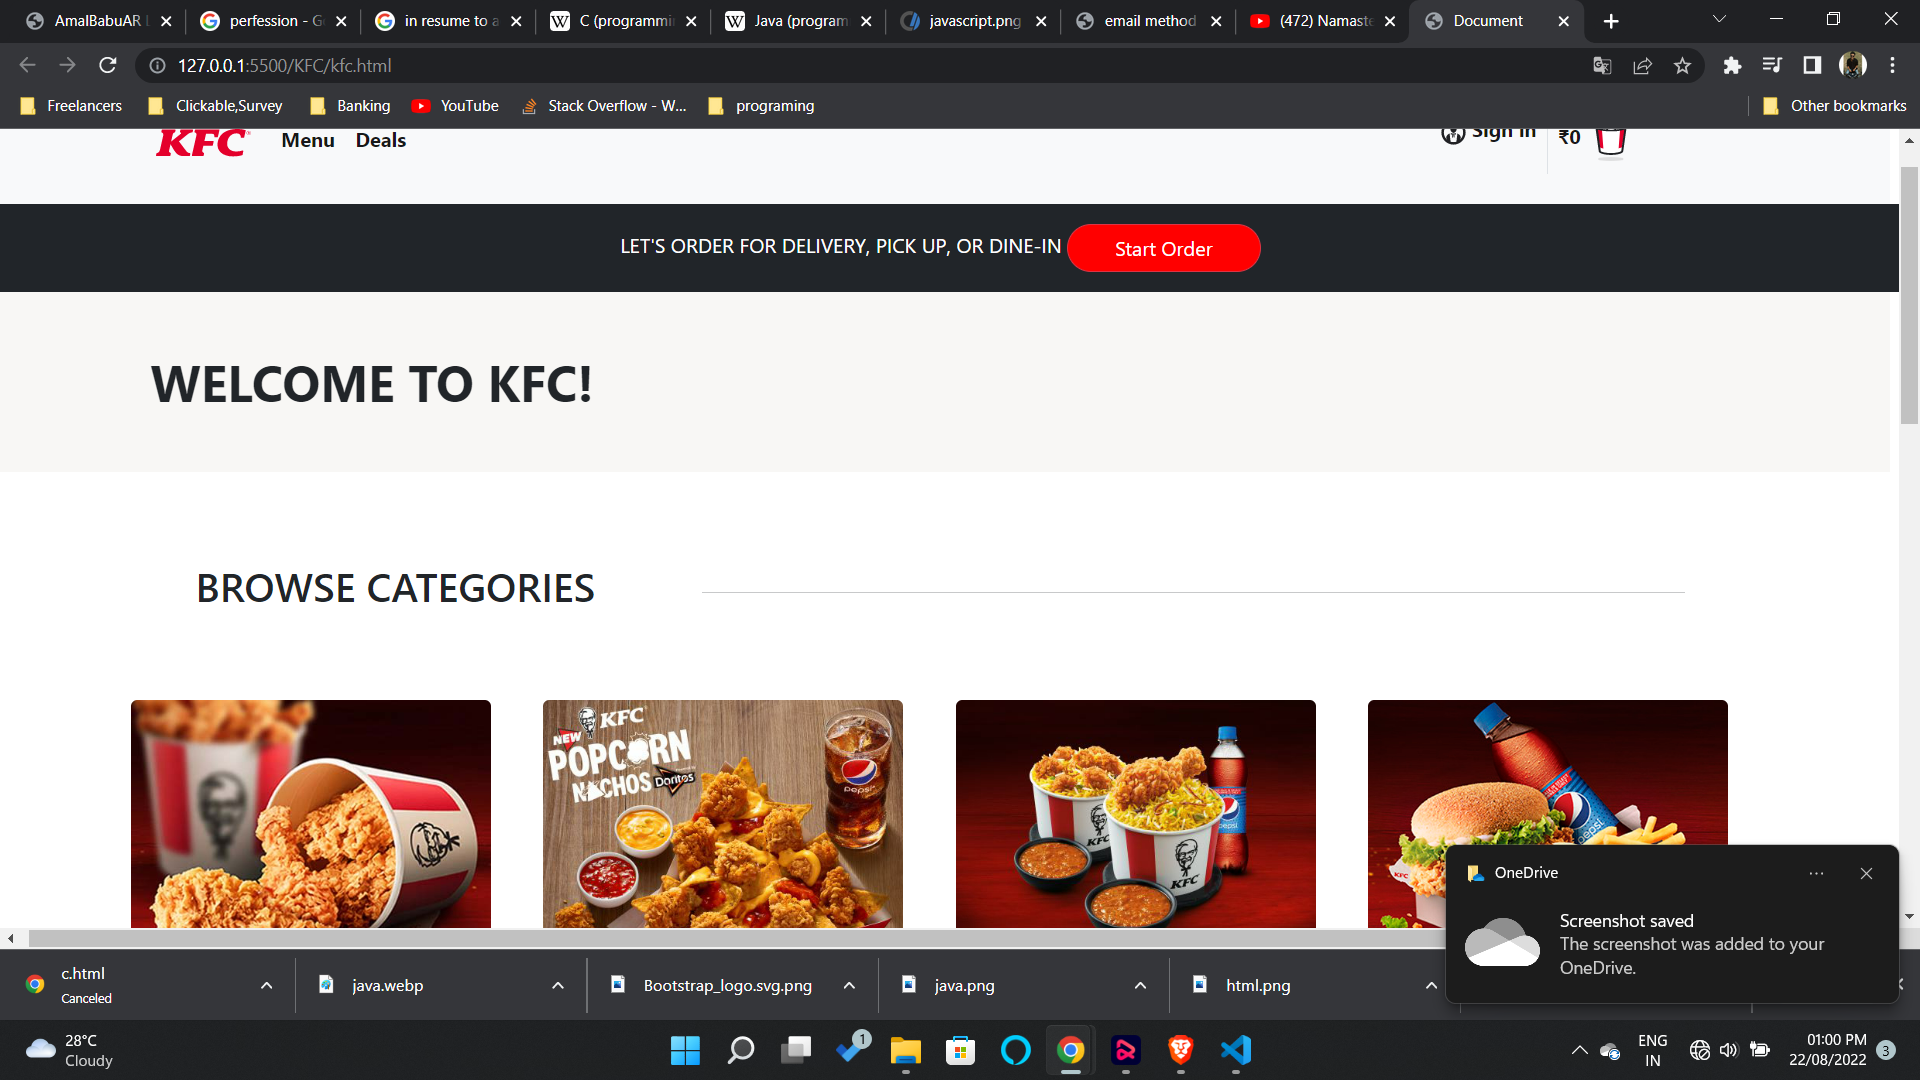 AmalBabuAR
perfession - G
in resume to a
C (programmi
Java (program
javascript.png
email method
(472) Namast
Document
127.0.0.1:5500/KFC/kfc.html
Freelancers
Clickable,Survey
Banking
YouTube
Stack Overflow - W...
programing
Other bookmarks
KFC
Menu
Deals
Sign In
₹0
LET'S ORDER FOR DELIVERY, PICK UP, OR DINE-IN
Start Order
WELCOME TO KFC!
BROWSE CATEGORIES
KFC
NEW
POPCORN
NACHOS
Doritos
pepsi
KFC
KFC
pepsi
KFC
pepsi
OneDrive
Screenshot saved
The screenshot was added to your
OneDrive.
c.html
Canceled
java.webp
Bootstrap_logo.svg.png
java.png
html.png
28°C
Cloudy
1
ENG
IN
01:00 PM
22/08/2022
3